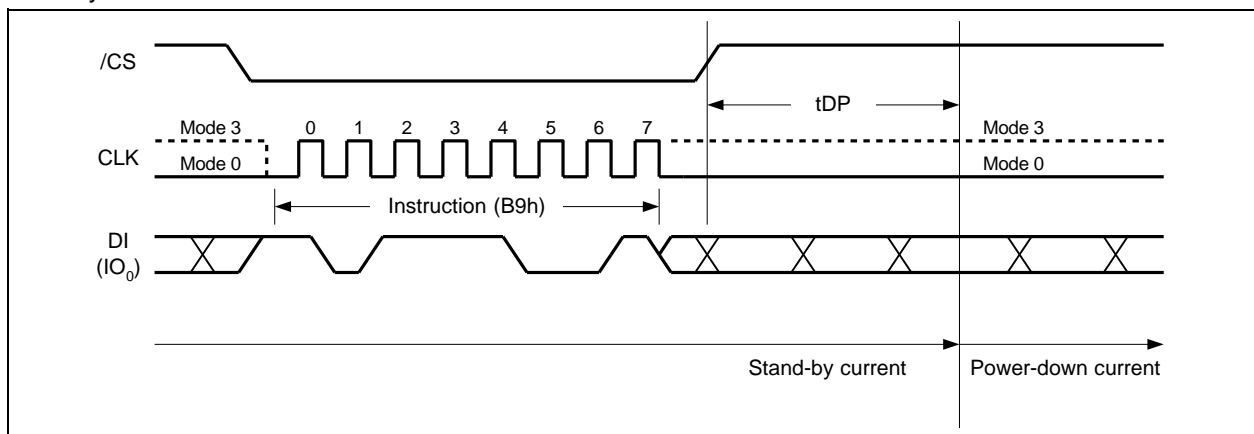 /CS
tDP
Mode 3 0 1 2 3 4 5 6 7 Mode 3
CLK
Mode 0 Mode 0
Instruction (B9h)
DI
(IO₀)
Stand-by current Power-down current